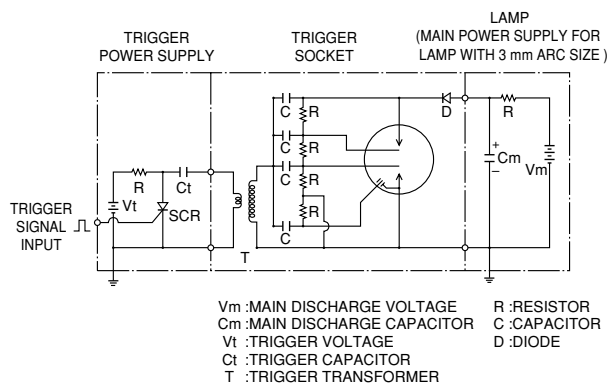 TRIGGER
POWER SUPPLY
TRIGGER
SOCKET
LAMP
(MAIN POWER SUPPLY FOR
LAMP WITH 3 mm ARC SIZE )
C
R
C
R
C
R
C
R
D
R
+
Cm
–
Vm
R
Ct
Vt
SCR
TRIGGER
SIGNAL
INPUT
T
Vm :MAIN DISCHARGE VOLTAGE
Cm :MAIN DISCHARGE CAPACITOR
Vt :TRIGGER VOLTAGE
Ct :TRIGGER CAPACITOR
T :TRIGGER TRANSFORMER
R :RESISTOR
C :CAPACITOR
D :DIODE